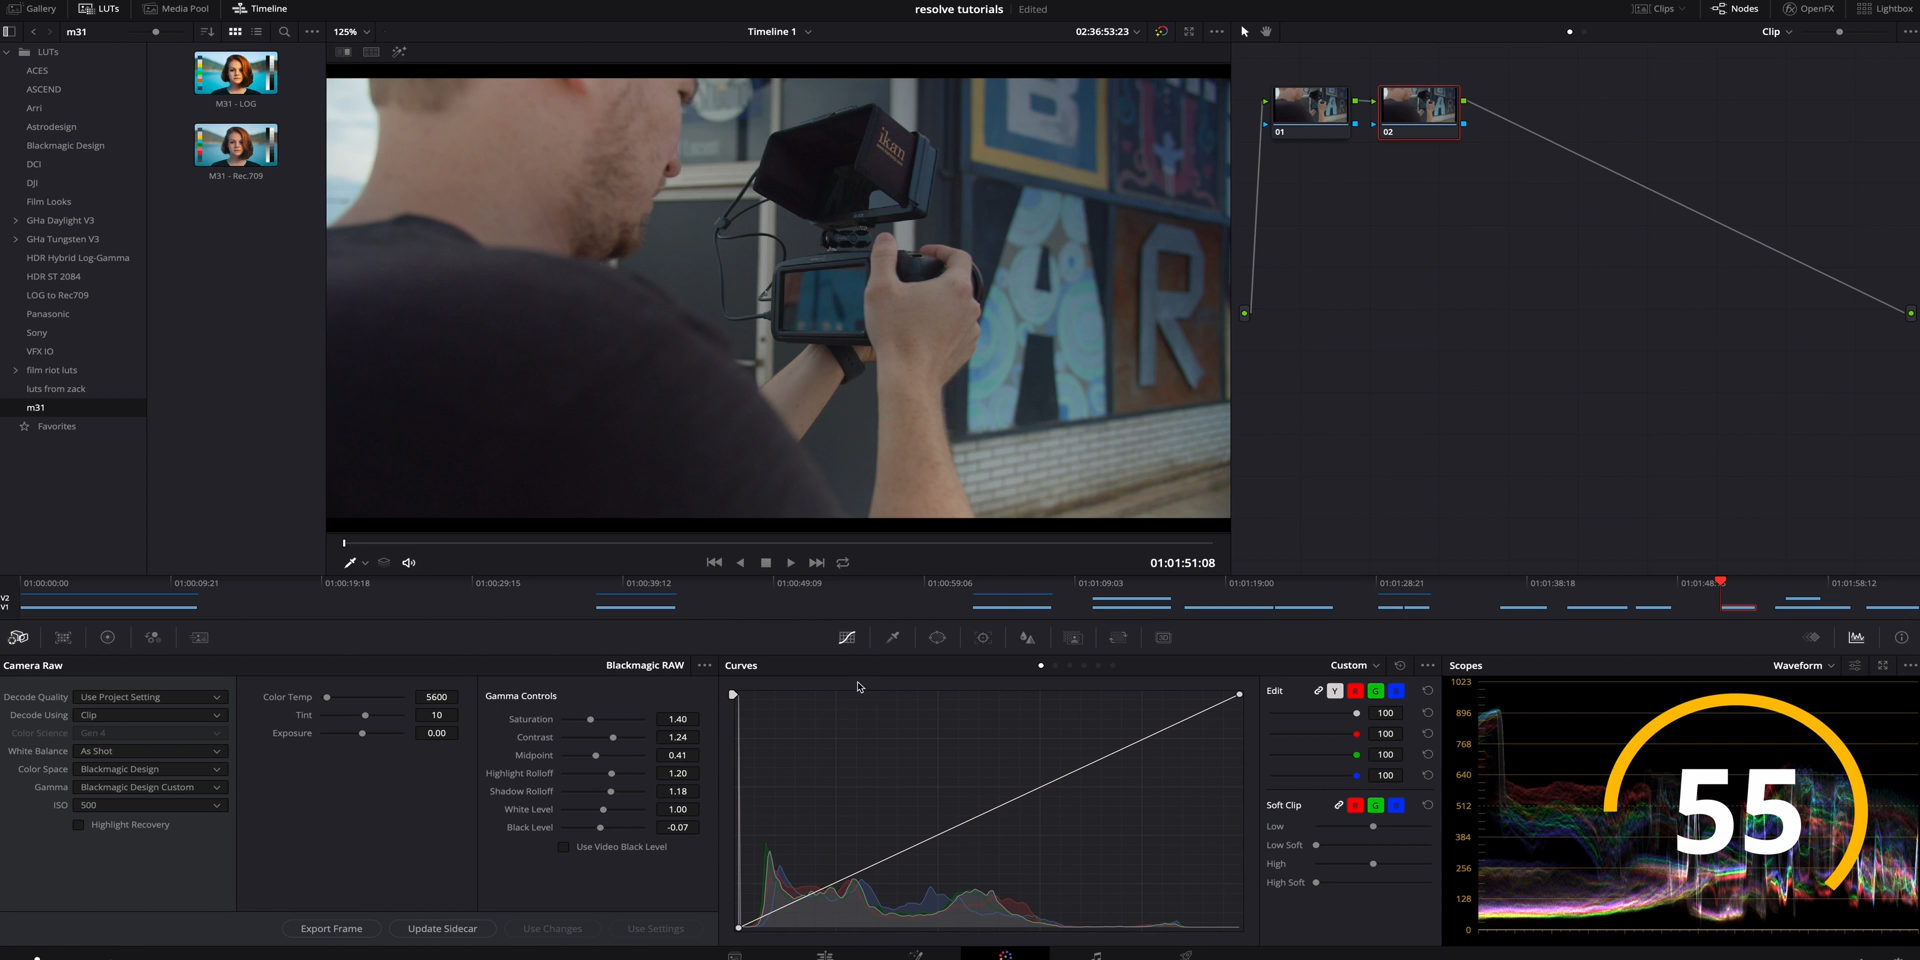 Gallery LUTs Media Pool Timeline resolve tutorials Edited Clips Nodes OpenFX Lightbox
m31 125% Timeline 1 02:36:53:23 Clip
LUTs
ACES
ASCEND
Arri
Astrodesign
Blackmagic Design
DCI
DJI
Film Looks
GHa Daylight V3
GHa Tungsten V3
HDR Hybrid Log-Gamma
HDR ST 2084
LOG to Rec709
Panasonic
Sony
VFX IO
film riot luts
luts from zack
m31
Favorites
M31 - LOG
M31 - Rec.709
ikan
B
AR
01 02
01:01:51:08
01:00:00:00 01:00:09:21 01:00:19:18 01:00:29:15 01:00:39:12 01:00:49:09 01:00:59:06 01:01:09:03 01:01:19:00 01:01:28:21 01:01:38:18 01:01:58:12
V2
V1
Camera Raw Blackmagic RAW
Decode Quality Use Project Setting
Decode Using Clip
Color Science Gen 4
White Balance As Shot
Color Space Blackmagic Design
Gamma Blackmagic Design Custom
ISO 500
Highlight Recovery
Color Temp 5600
Tint 10
Exposure 0.00
Gamma Controls
Saturation 1.40
Contrast 1.24
Midpoint 0.41
Highlight Rolloff 1.20
Shadow Rolloff 1.18
White Level 1.00
Black Level -0.07
Use Video Black Level
Export Frame Update Sidecar Use Changes Use Settings
Curves Custom
Edit Y R G B
100
100
100
100
Soft Clip R G B
Low
Low Soft
High
High Soft
Scopes Waveform
1023
896
768
640
512
384
256
128
0
55